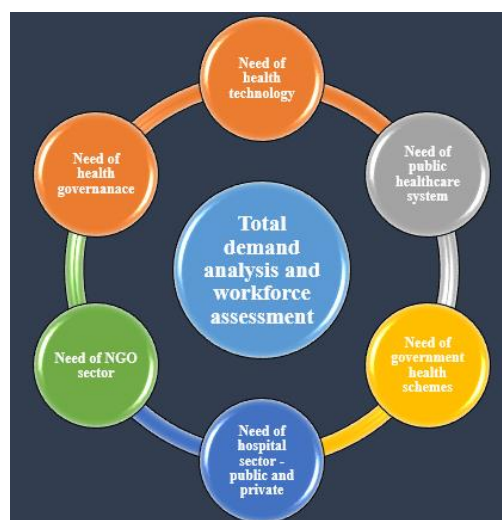 Need of
health
technology
Need of
public
healthcare
system
Need of
government
health
schemes
Need of
hospital
sector -
public and
private
Need of NGO
sector
Need of
health
governanace
Total
demand
analysis and
workforce
assessment